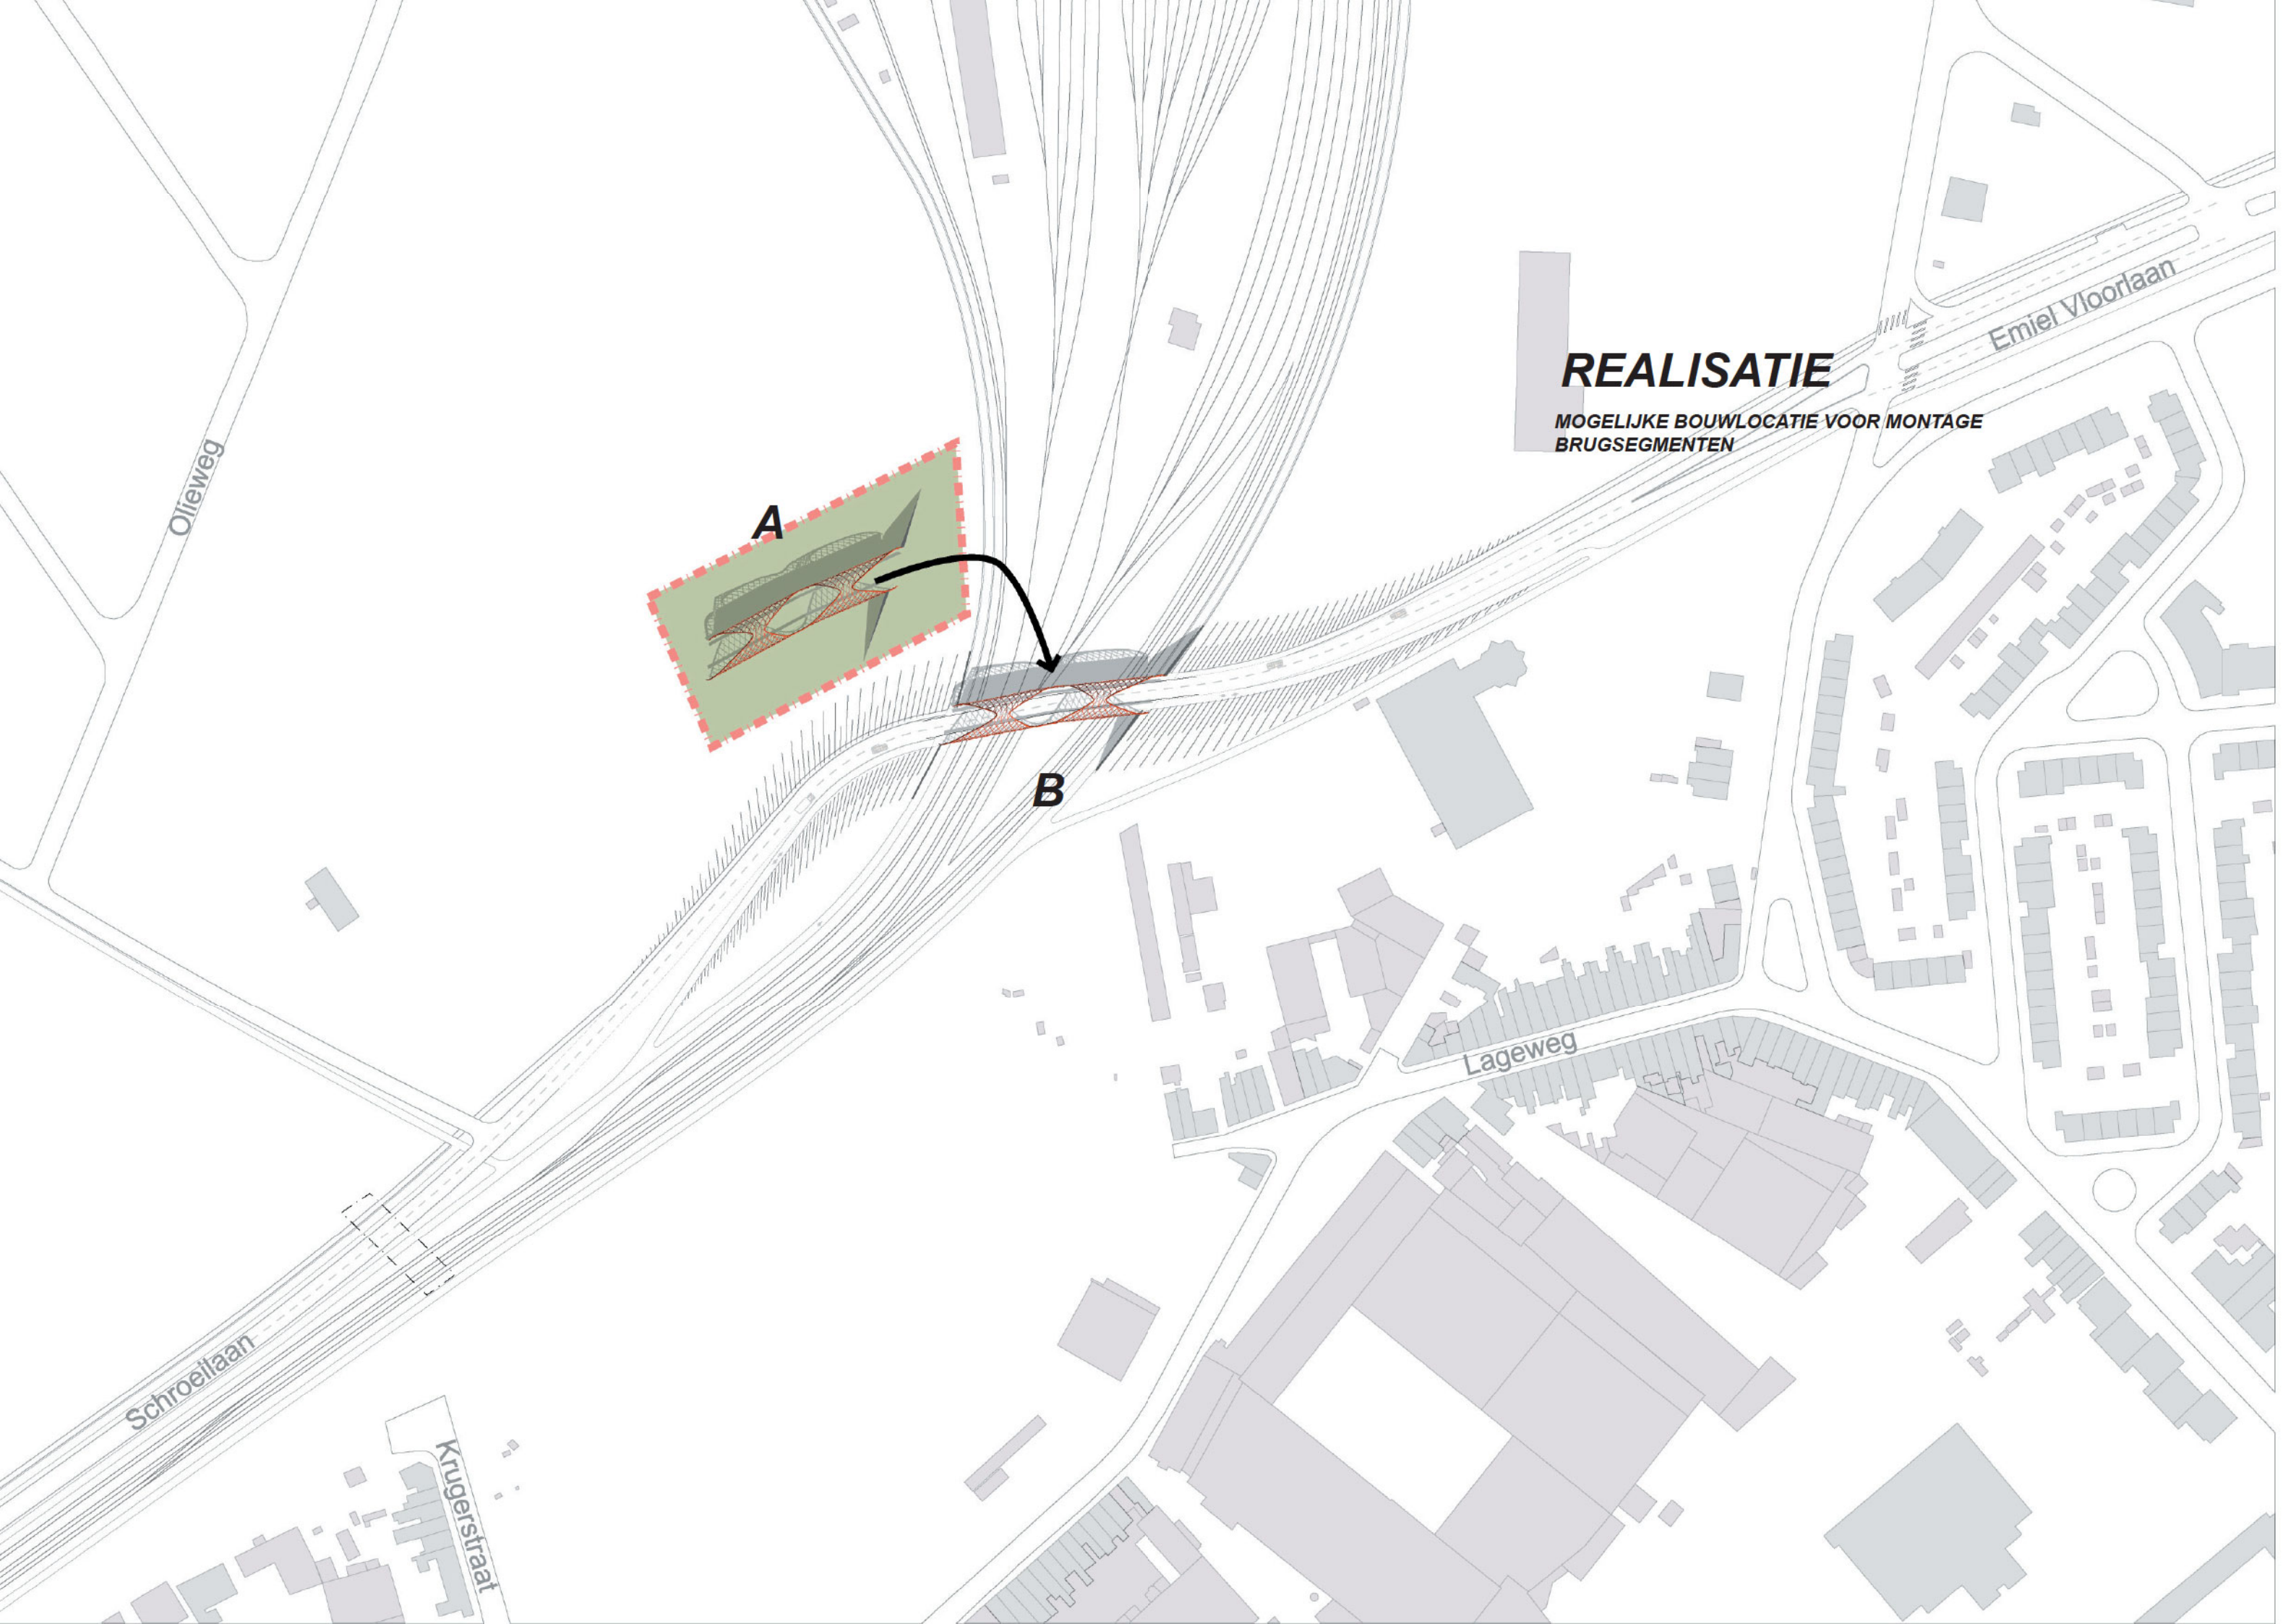 Emiel Vloorlaan
REALISATIE
MOGELIJKE BOUWLOCATIE VOOR MONTAGE
BRUGSEGMENTEN
Olieweg
A
B
Lageweg
Schroeilaan
Krugerstraat